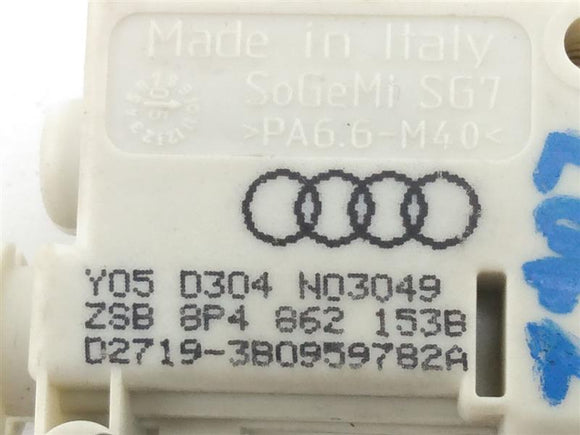 Made in Italy
SoGeMi SG7
>PA6.6-M40<
Y05 D304 N03049
ZSB 8P4 862 153B
D2719-3B0959782A